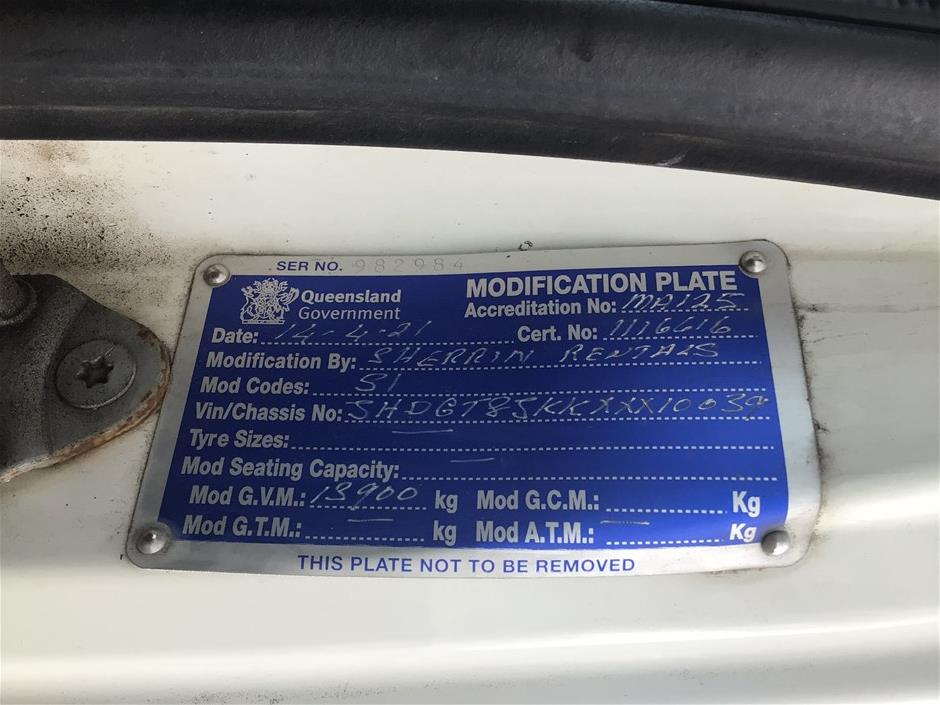 SER NO. 982984
Queensland Government
MODIFICATION PLATE
Accreditation No: MA125
Date: 14-4-21 Cert. No: 1116616
Modification By: SHERRIN RENTALS
Mod Codes: S1
Vin/Chassis No:
Tyre Sizes: —
Mod Seating Capacity: —
Mod G.V.M.: 13900 kg Mod G.C.M.: Kg
Mod G.T.M.: — kg Mod A.T.M.: — Kg
THIS PLATE NOT TO BE REMOVED